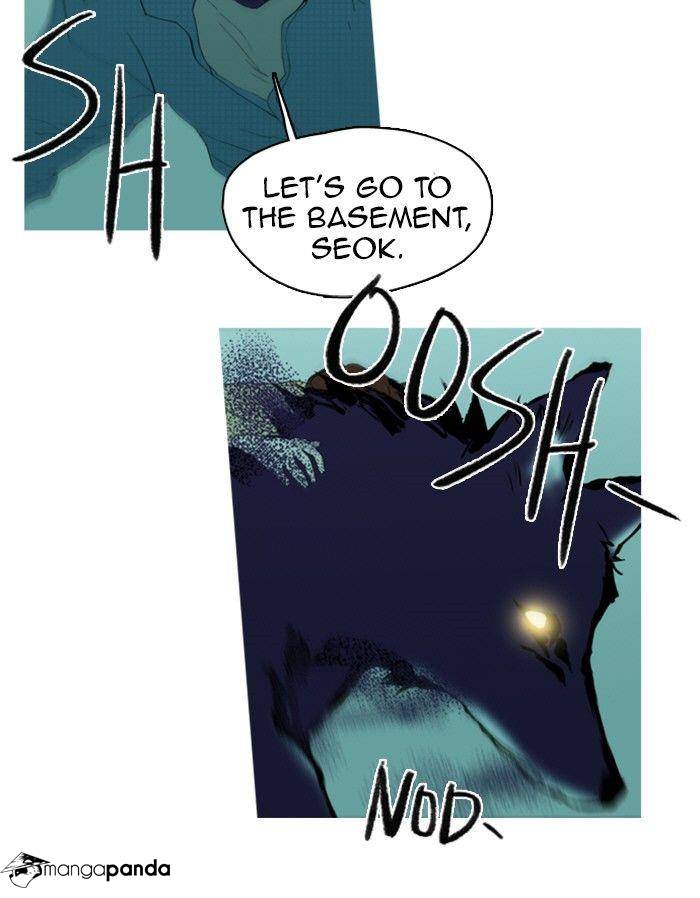 SH
LET'S GO TO
THE BASEMENT,
SEOK.
OOSH
NOD
mangapanda